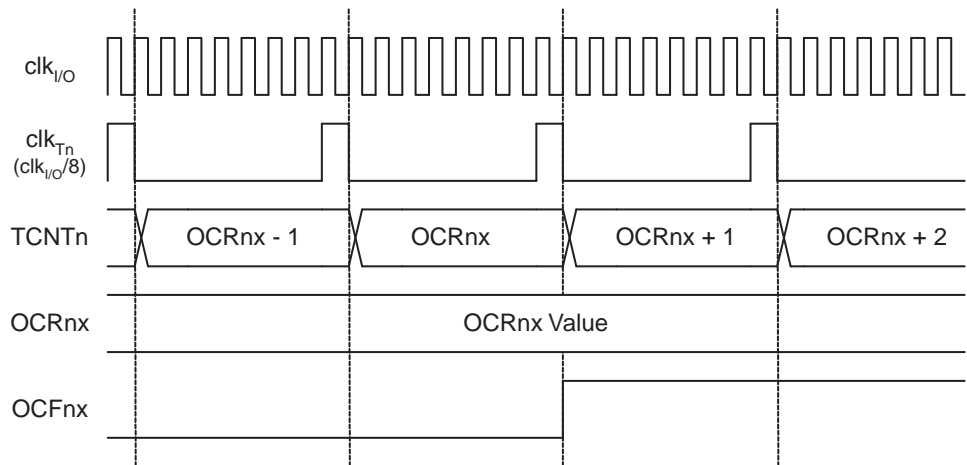 clkI/O
clkTn
(clkI/O/8)
TCNTn
OCRnx - 1
OCRnx
OCRnx + 1
OCRnx + 2
OCRnx
OCRnx Value
OCFnx